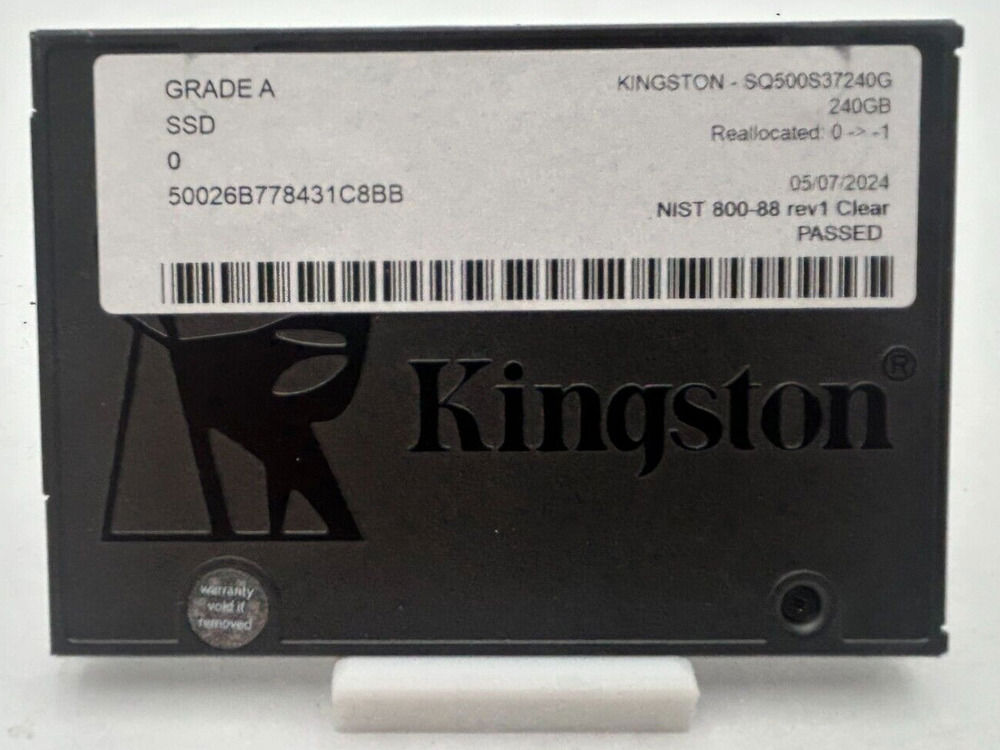 GRADE A
SSD
0
50026B778431C8BB
KINGSTON - SQ500S37240G
240GB
Reallocated: 0 -> -1
05/07/2024
NIST 800-88 rev1 Clear
PASSED
Kingston®
warranty
void if
removed